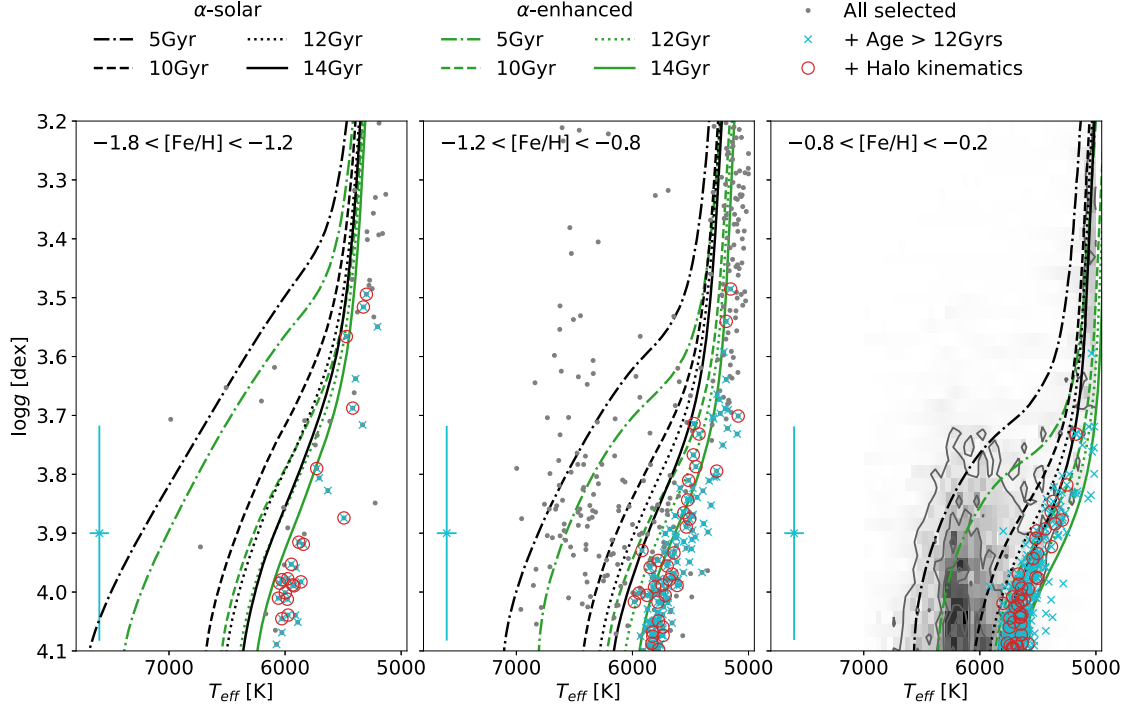 α-solar
α-enhanced
5Gyr
12Gyr
10Gyr
14Gyr
5Gyr
12Gyr
10Gyr
14Gyr
All selected
+ Age > 12Gyrs
+ Halo kinematics
−1.8 < [Fe/H] < −1.2
−1.2 < [Fe/H] < −0.8
−0.8 < [Fe/H] < −0.2
logg [dex]
3.2
3.3
3.4
3.5
3.6
3.7
3.8
3.9
4.0
4.1
7000 6000 5000
7000 6000 5000
7000 6000 5000
T_eff [K]
T_eff [K]
T_eff [K]